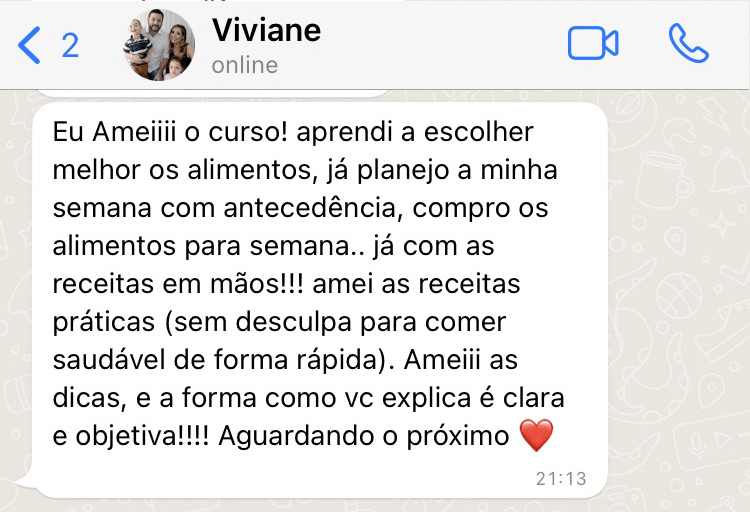 2
Viviane
online
Eu Ameiiii o curso! aprendi a escolher
melhor os alimentos, já planejo a minha
semana com antecedência, compro os
alimentos para semana.. já com as
receitas em mãos!!! amei as receitas
práticas (sem desculpa para comer
saudável de forma rápida). Ameiii as
dicas, e a forma como vc explica é clara
e objetiva!!!! Aguardando o próximo ❤️
21:13